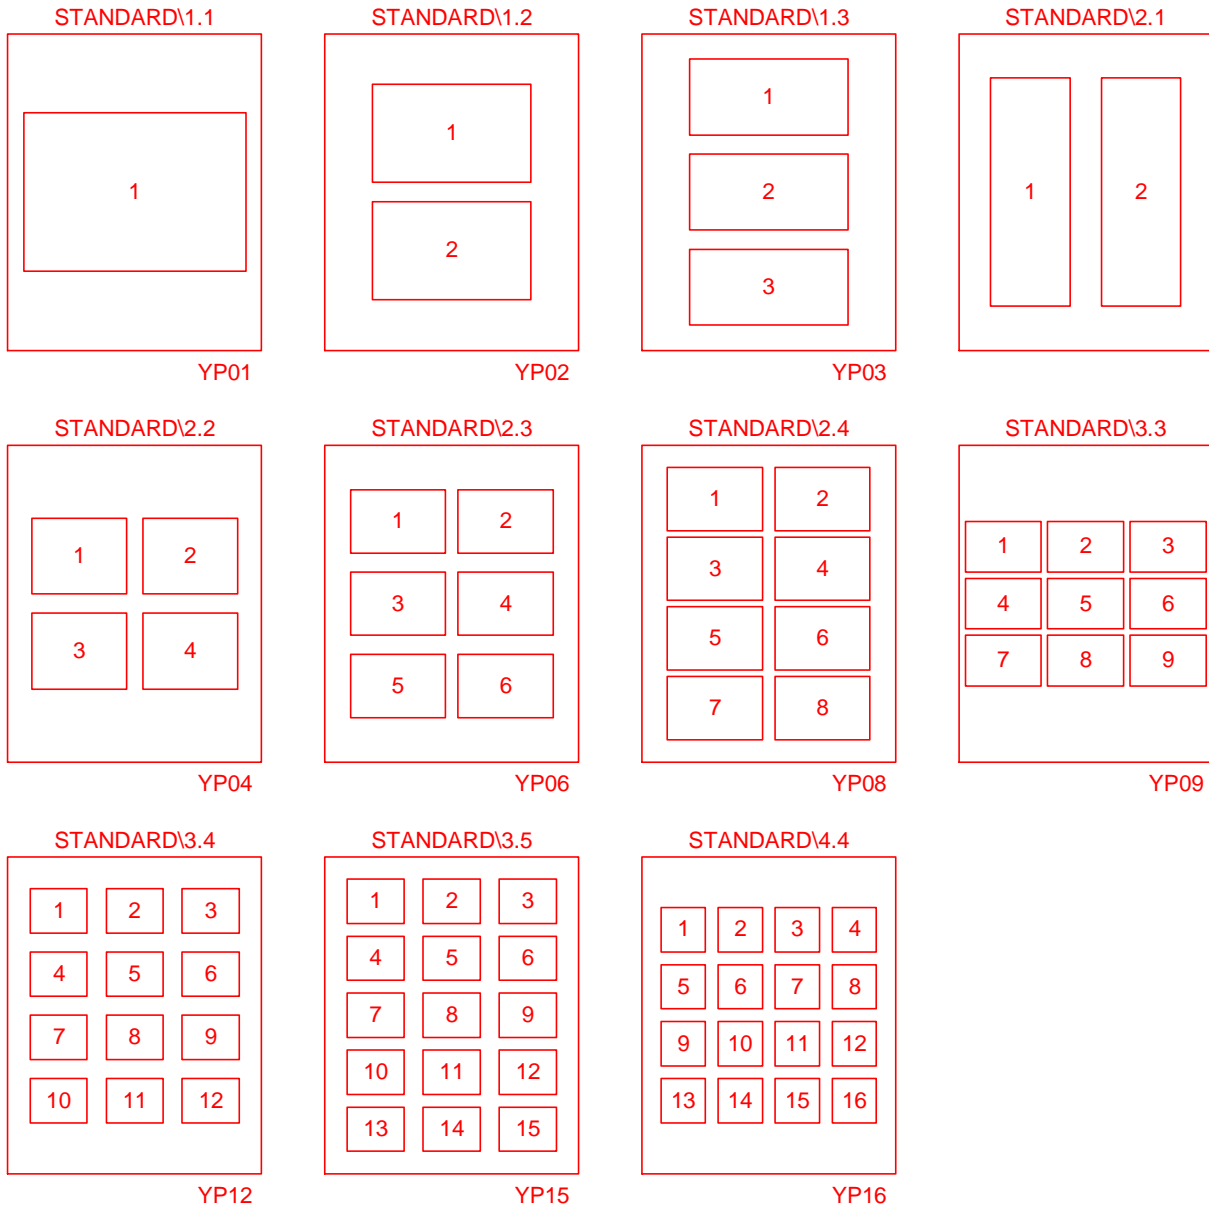 STANDARD\1.1
STANDARD\1.2
STANDARD\1.3
STANDARD\2.1
1
1
2
1
2
3
1 2
YP01
YP02
YP03
STANDARD\2.2
STANDARD\2.3
STANDARD\2.4
STANDARD\3.3
1 2
3 4
1 2
3 4
5 6
1 2
3 4
5 6
7 8
1 2 3
4 5 6
7 8 9
YP04
YP06
YP08
YP09
STANDARD\3.4
STANDARD\3.5
STANDARD\4.4
1 2 3
4 5 6
7 8 9
10 11 12
1 2 3
4 5 6
7 8 9
10 11 12
13 14 15
1 2 3 4
5 6 7 8
9 10 11 12
13 14 15 16
YP12
YP15
YP16